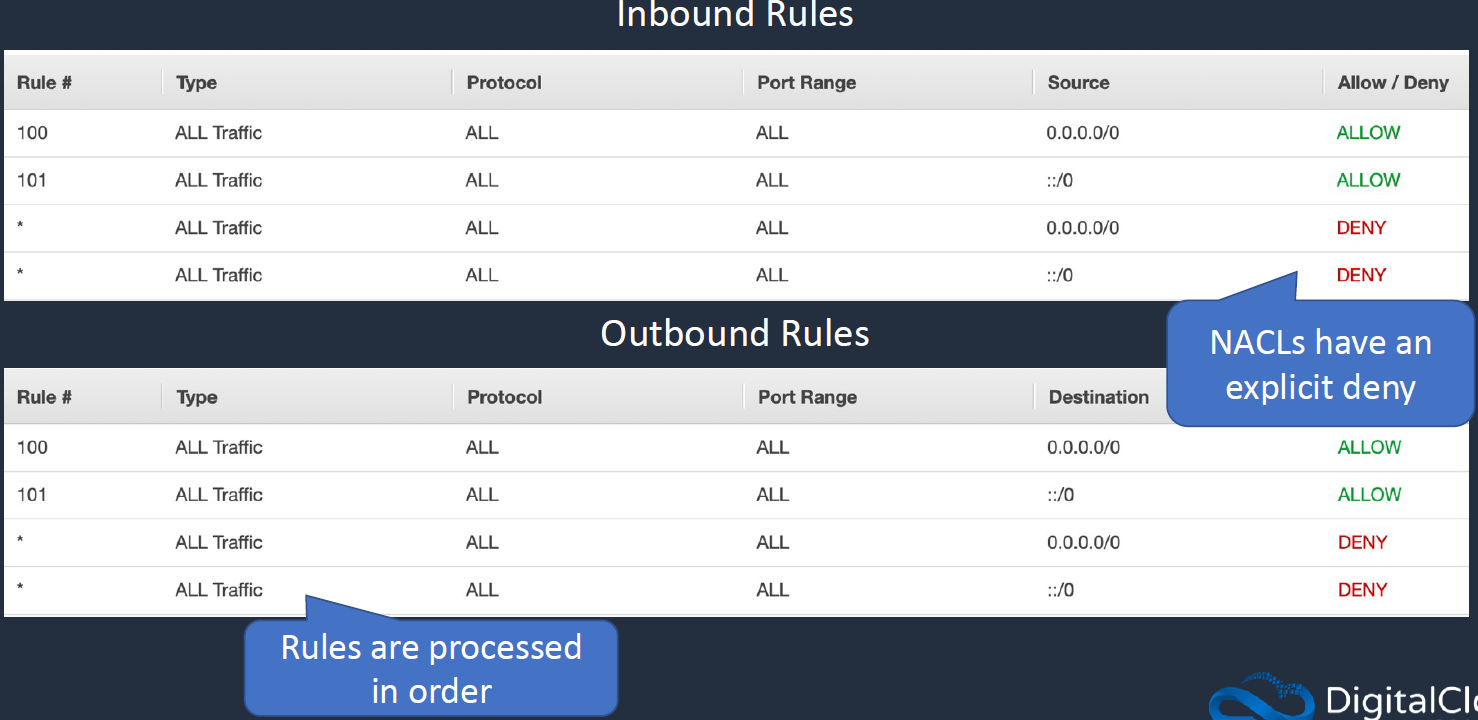 Inbound Rules
Rule # Type Protocol Port Range Source Allow / Deny
100 ALL Traffic ALL ALL 0.0.0.0/0 ALLOW
101 ALL Traffic ALL ALL ::/0 ALLOW
* ALL Traffic ALL ALL 0.0.0.0/0 DENY
* ALL Traffic ALL ALL ::/0 DENY
NACLs have an
explicit deny
Outbound Rules
Rule # Type Protocol Port Range Destination
100 ALL Traffic ALL ALL 0.0.0.0/0 ALLOW
101 ALL Traffic ALL ALL ::/0 ALLOW
* ALL Traffic ALL ALL 0.0.0.0/0 DENY
* ALL Traffic ALL ALL ::/0 DENY
Rules are processed
in order